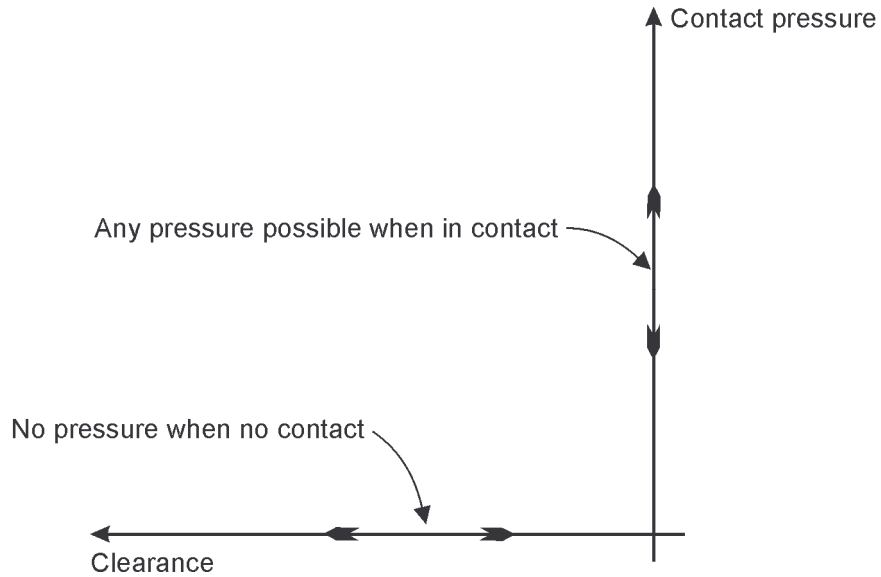 Contact pressure
Any pressure possible when in contact
No pressure when no contact
Clearance